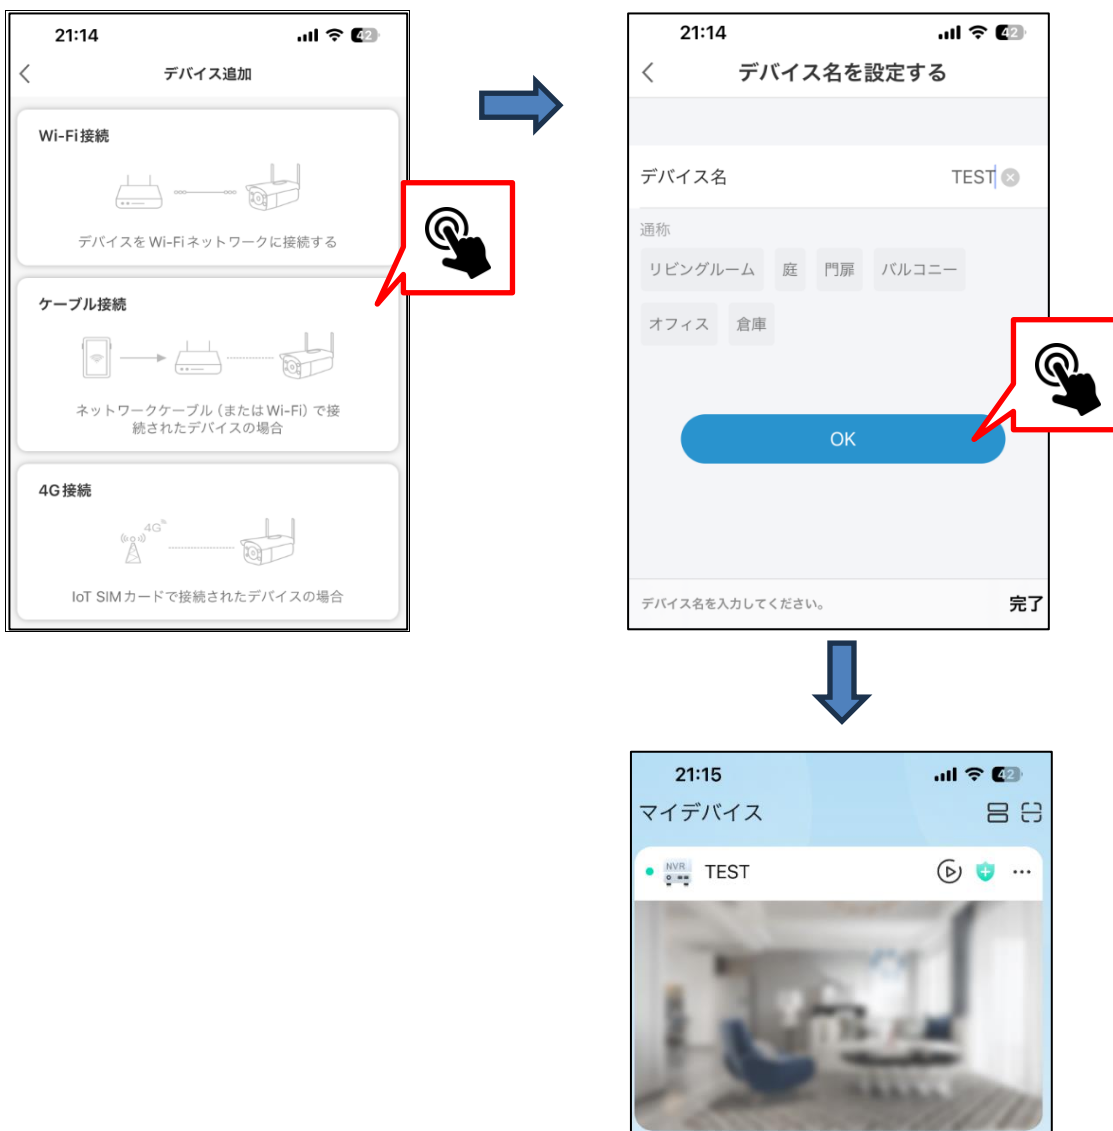 21:14
42
デバイス追加
Wi-Fi接続
デバイスをWi-Fiネットワークに接続する
ケーブル接続
ネットワークケーブル（またはWi-Fi）で接
続されたデバイスの場合
4G接続
4G
IoT SIMカードで接続されたデバイスの場合
21:14
42
デバイス名を設定する
デバイス名
TEST
通称
リビングルーム 庭 門扉 バルコニー
オフィス 倉庫
OK
デバイス名を入力してください。
完了
21:15
42
マイデバイス
NVR
TEST